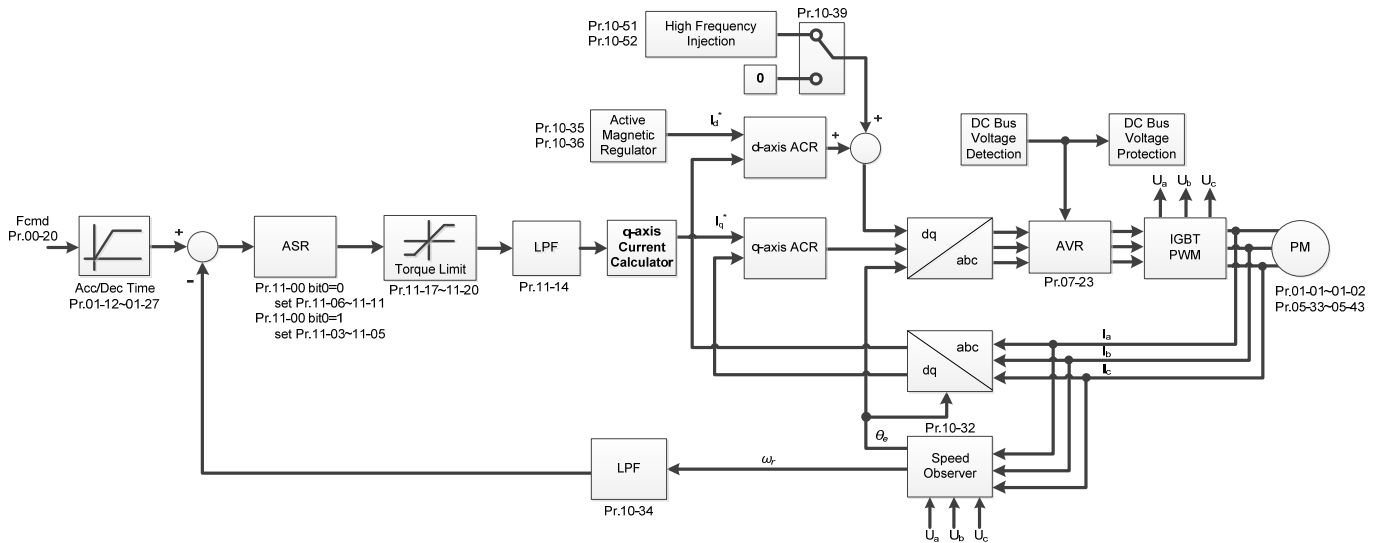 Pr.10-39
Pr.10-51
Pr.10-52
High Frequency
Injection
0
+
Pr.10-35
Pr.10-36
Active
Magnetic
Regulator
Id*
d-axis ACR
+
DC Bus
Voltage
Detection
DC Bus
Voltage
Protection
Ua
Ub
Uc
Fcmd
Pr.00-20
Acc/Dec Time
Pr.01-12~01-27
+
-
ASR
Pr.11-00 bit0=0
set Pr.11-06~11-11
Pr.11-00 bit0=1
set Pr.11-03~11-05
Torque Limit
Pr.11-17~11-20
LPF
Pr.11-14
q-axis
Current
Calculator
Iq*
q-axis ACR
dq
abc
AVR
Pr.07-23
IGBT
PWM
PM
Pr.01-01~01-02
Pr.05-33~05-43
abc
dq
Ia
Ib
Ic
Pr.10-32
θe
Speed
Observer
ωr
LPF
Pr.10-34
Ua
Ub
Uc